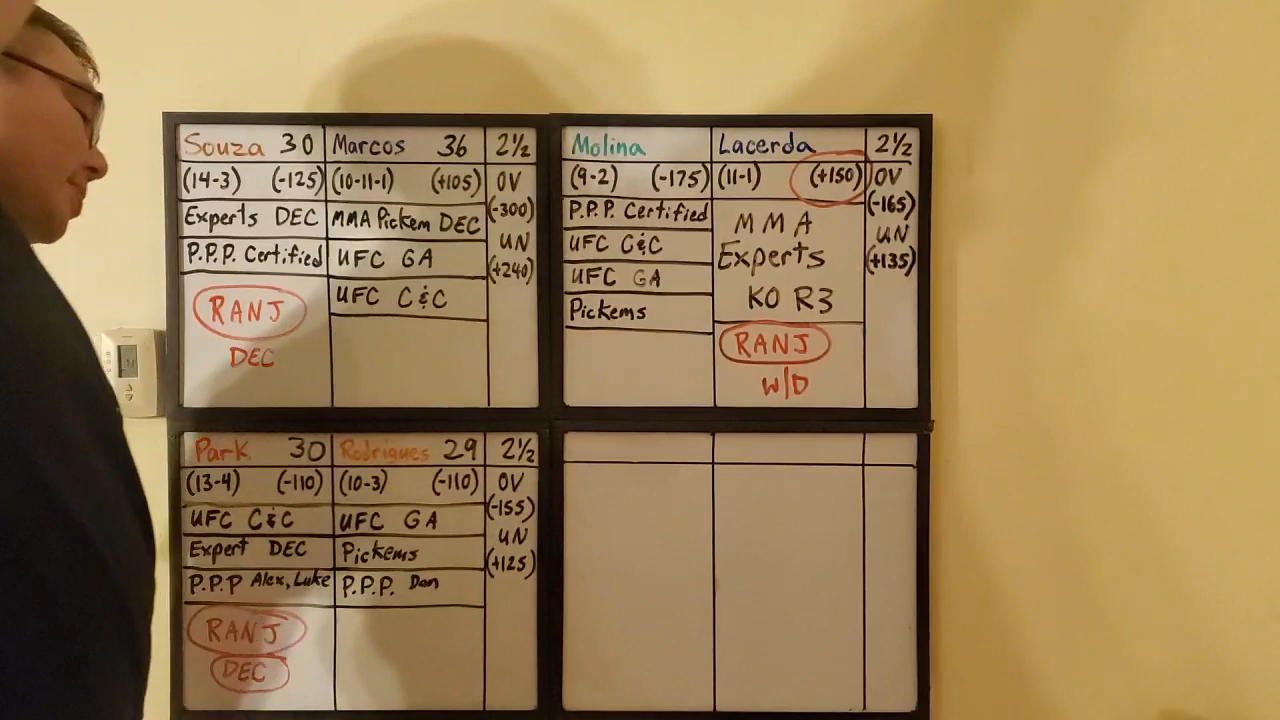 Souza 30 Marcos 36 2½
(14-3) (-125) (10-11-1) (+105) OV
Experts DEC MMA Pickem DEC (-300)
P.P.P. Certified UFC GA UN
UFC C&C (+240)
RANJ
DEC
Molina Lacerda 2½
(9-2) (-175) (11-1) (+150) OV
P.P.P. Certified MMA (-165)
UFC C&C Experts UN
UFC GA KO R3 (+135)
Pickems
RANJ
W/D
Park 30 Rodrigues 29 2½
(13-4) (-110) (10-3) (-110) OV
UFC C&C UFC GA (-155)
Expert DEC Pickems UN
P.P.P Alex, Luke P.P.P. Dan (+125)
RANJ
DEC